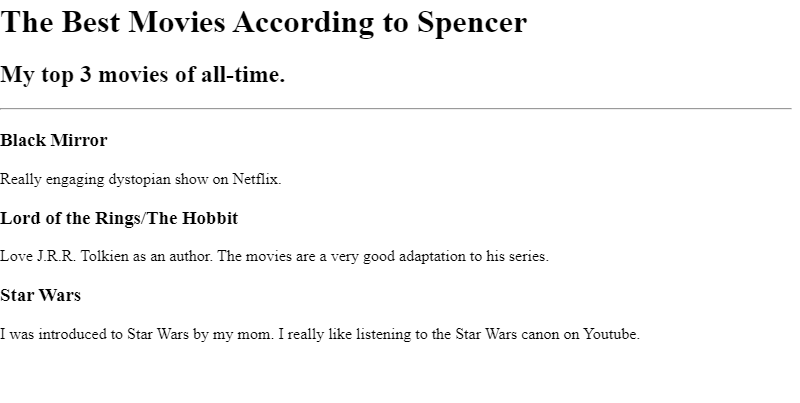 The Best Movies According to Spencer
My top 3 movies of all-time.
Black Mirror
Really engaging dystopian show on Netflix.
Lord of the Rings/The Hobbit
Love J.R.R. Tolkien as an author. The movies are a very good adaptation to his series.
Star Wars
I was introduced to Star Wars by my mom. I really like listening to the Star Wars canon on Youtube.